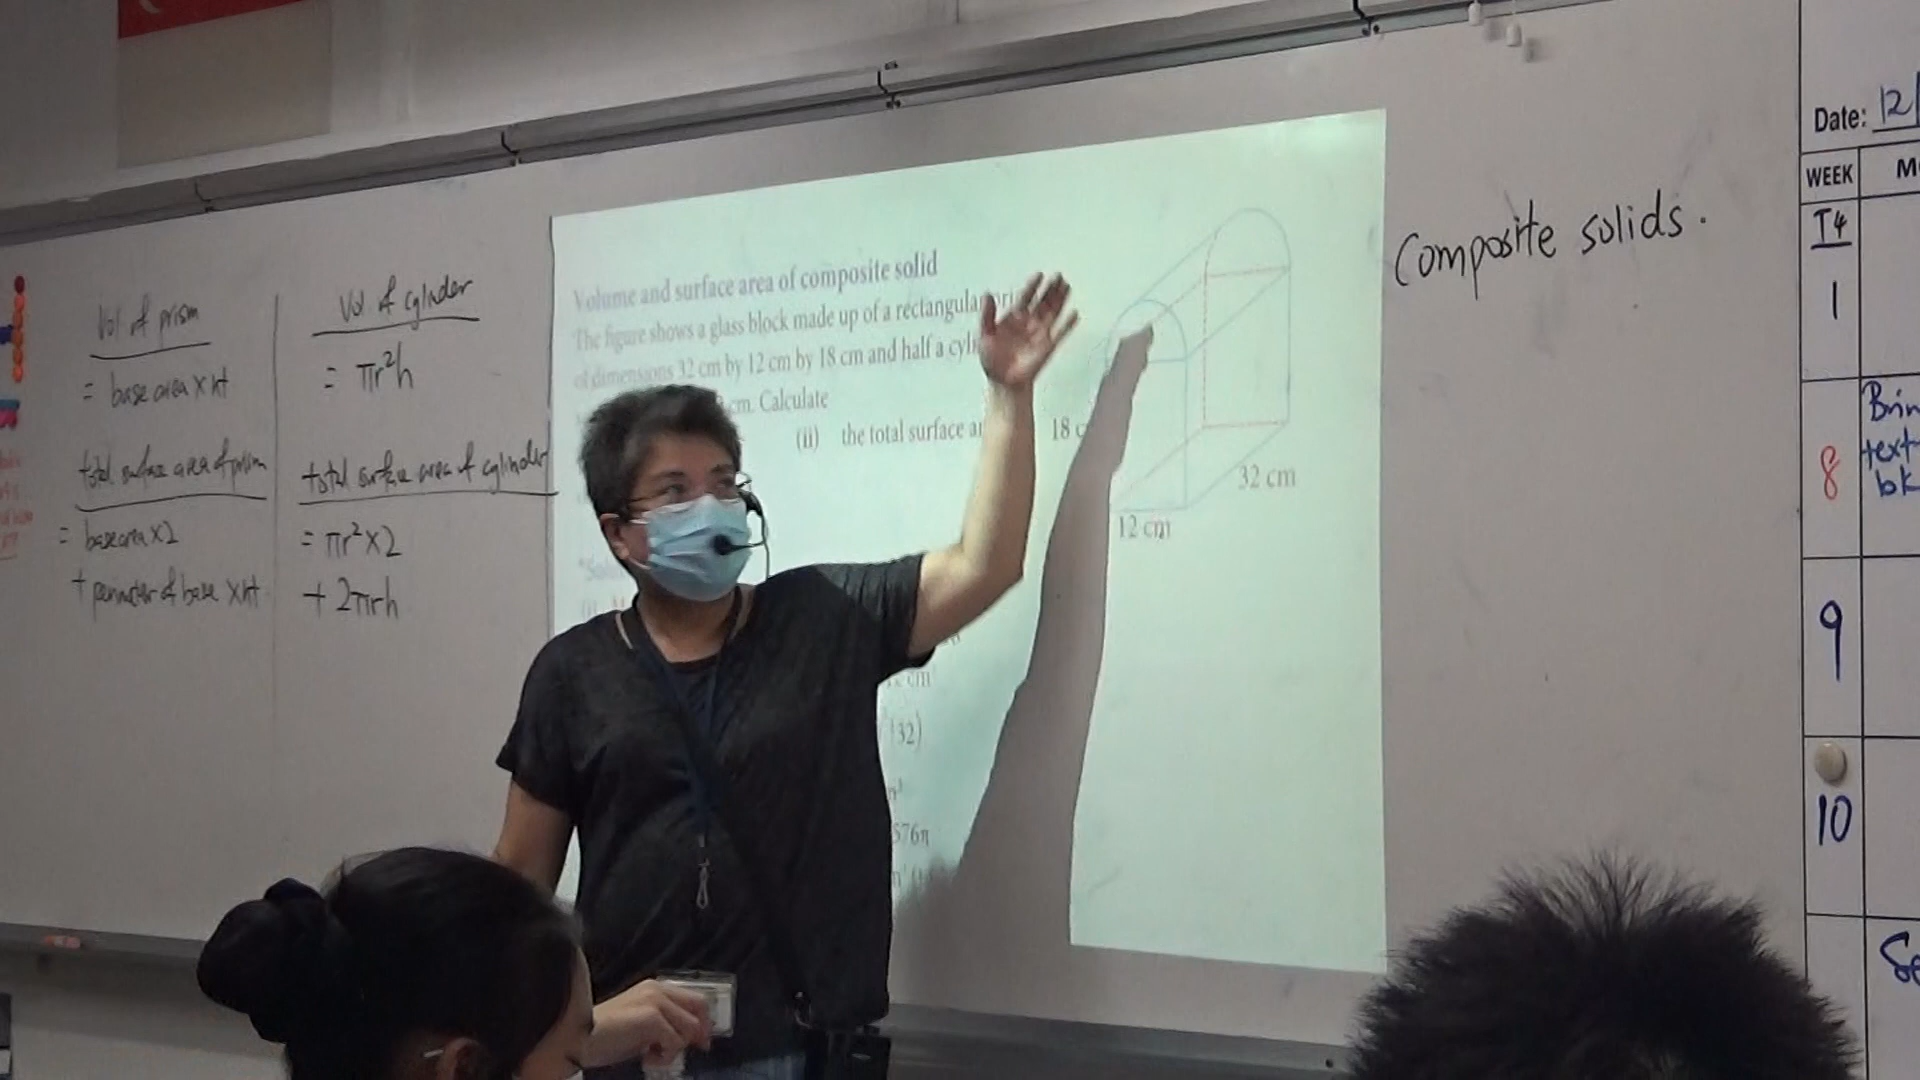 Vol. of prism
= base area x ht
total surface area of prism
= base area x 2
+ perimeter of base x ht
Vol. of cylinder
= πr²h
total surface area of cylinder
= πr² x 2
+ 2πrh
Volume and surface area of composite solid
The figure shows a glass block made up of a rectangular
of dimensions 32 cm by 12 cm by 18 cm and half a
cm. Calculate
(ii) the total surface
18
12 cm
32 cm
cm
(32)
576π
Composite solids.
Date: 12/
WEEK
T4
1
8
text
bk
9
10